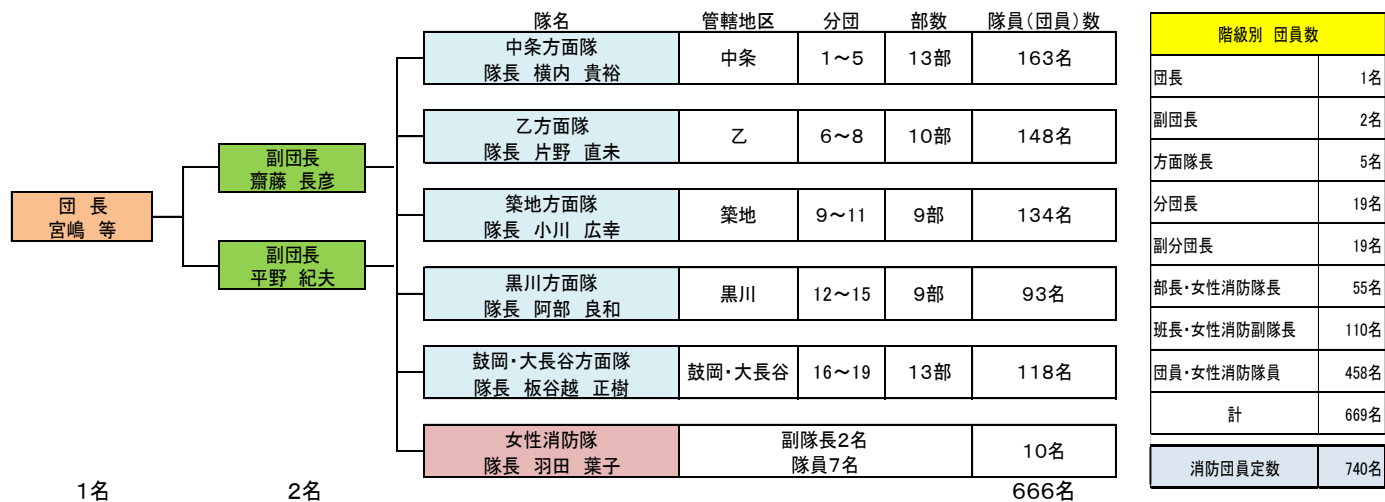 隊名 管轄地区 分団 部数 隊員(団員)数
中条方面隊
隊長 横内 貴裕
中条 1~5 13部 163名
乙方面隊
隊長 片野 直未
乙 6~8 10部 148名
築地方面隊
隊長 小川 広幸
築地 9~11 9部 134名
黒川方面隊
隊長 阿部 良和
黒川 12~15 9部 93名
鼓岡・大長谷方面隊
隊長 板谷越 正樹
鼓岡・大長谷 16~19 13部 118名
女性消防隊
隊長 羽田 葉子
副隊長2名
隊員7名
10名
団 長
宮嶋 等
副団長
齋藤 長彦
副団長
平野 紀夫
1名 2名 666名
階級別 団員数
団長 1名
副団長 2名
方面隊長 5名
分団長 19名
副分団長 19名
部長・女性消防隊長 55名
班長・女性消防副隊長 110名
団員・女性消防隊員 458名
計 669名
消防団員定数 740名